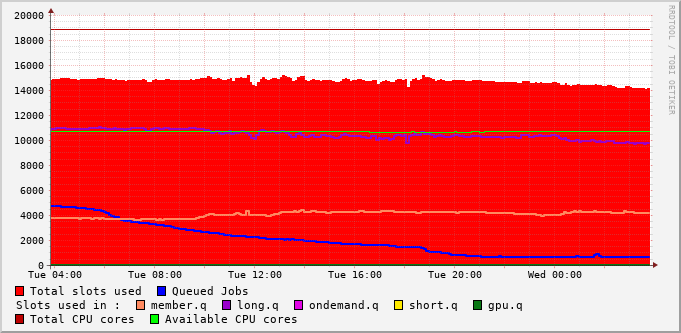 RRDTOOL / TOBI OETIKER
20000
18000
16000
14000
12000
10000
8000
6000
4000
2000
0
Tue 04:00 Tue 08:00 Tue 12:00 Tue 16:00 Tue 20:00 Wed 00:00
Total slots used Queued Jobs
Slots used in : member.q long.q ondemand.q short.q gpu.q
Total CPU cores Available CPU cores